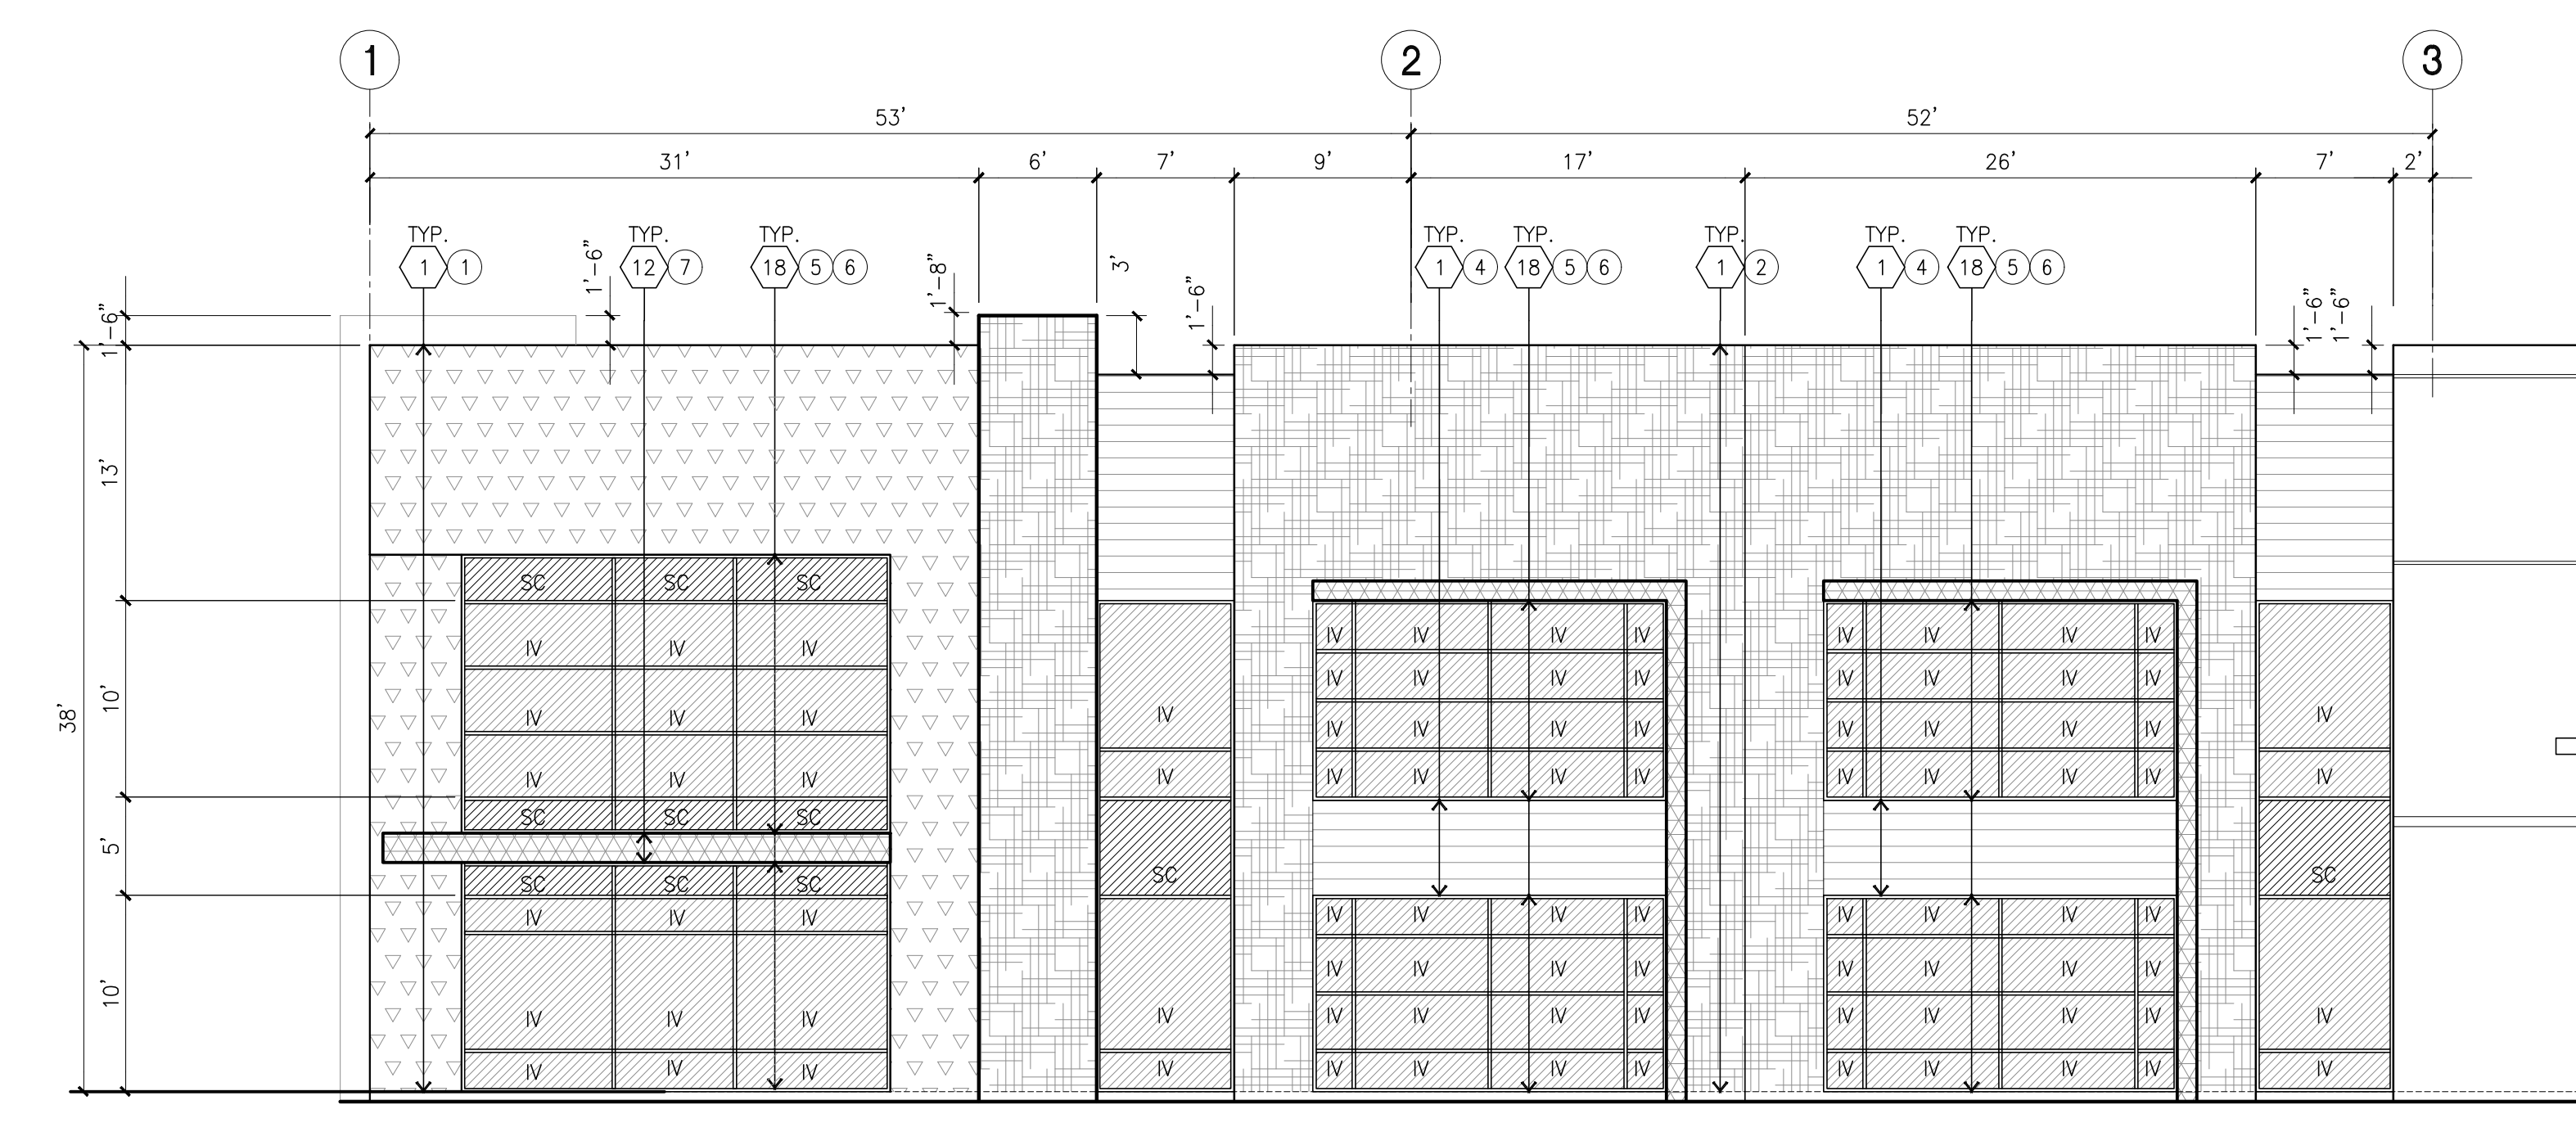 1 2 3
53' 52'
31' 6' 7' 9' 17' 26' 7' 2'
TYP. TYP. TYP. TYP. TYP. TYP. TYP. TYP.
1 1 12 7 18 5 6 1 4 18 5 6 1 2 1 4 18 5 6
1'-6" 1'-6" 1'-8" 3' 1'-6" 1'-6" 1'-6"
13'
SC SC SC
IV IV IV IV IV IV IV IV IV IV IV
IV IV IV IV IV IV IV IV
10' IV IV IV IV IV
38' IV IV IV IV IV IV IV IV
IV IV IV IV IV IV IV IV IV IV IV IV IV
SC SC SC
5'
SC SC
SC SC SC
IV IV IV IV IV IV IV IV IV IV IV
IV IV IV IV IV IV IV IV
10'
IV IV IV IV IV IV IV IV IV IV IV IV IV
IV IV IV IV IV IV IV IV IV IV IV IV IV